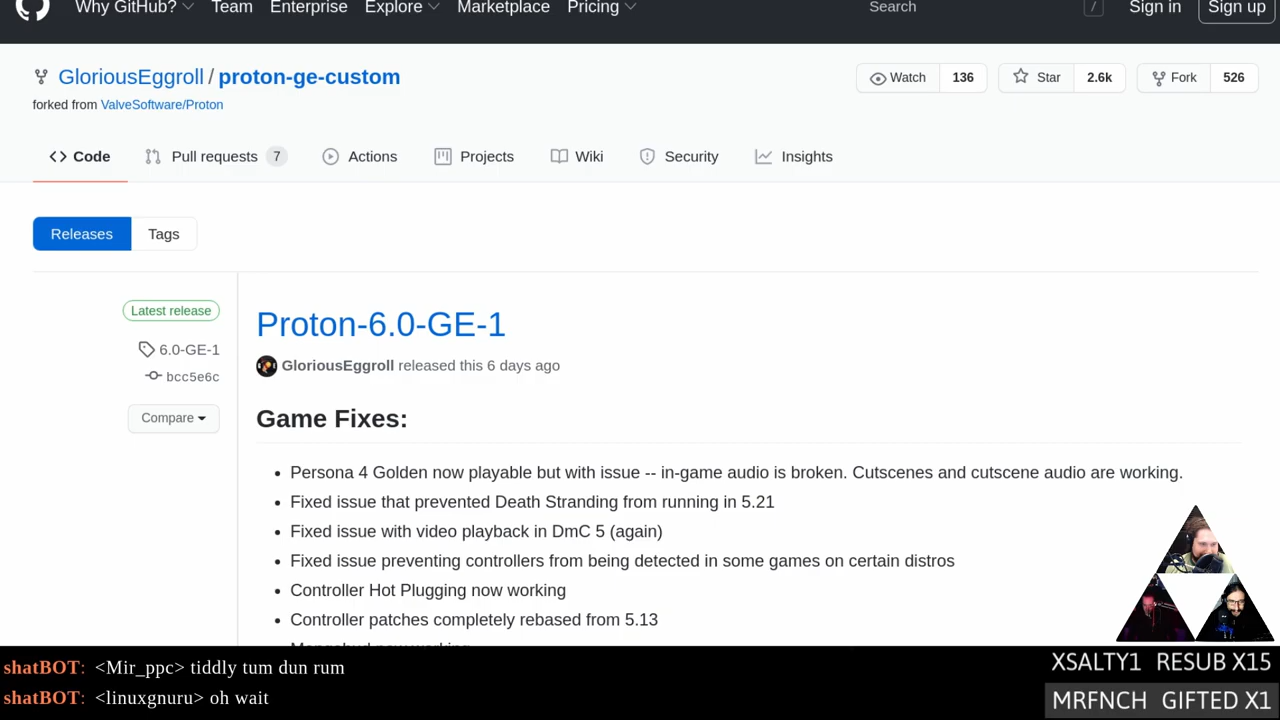 Why GitHub? Team Enterprise Explore Marketplace Pricing Search / Sign in Sign up
GloriousEggroll / proton-ge-custom
Watch 136 Star 2.6k Fork 526
forked from ValveSoftware/Proton
Code Pull requests 7 Actions Projects Wiki Security Insights
Releases Tags
Latest release
6.0-GE-1
bcc5e6c
Compare
Proton-6.0-GE-1
GloriousEggroll released this 6 days ago
Game Fixes:
Persona 4 Golden now playable but with issue -- in-game audio is broken. Cutscenes and cutscene audio are working.
Fixed issue that prevented Death Stranding from running in 5.21
Fixed issue with video playback in DmC 5 (again)
Fixed issue preventing controllers from being detected in some games on certain distros
Controller Hot Plugging now working
Controller patches completely rebased from 5.13
shatBOT: <Mir_ppc> tiddly tum dun rum
shatBOT: <linuxgnuru> oh wait
XSALTY1 RESUB X15
MRFNCH GIFTED X1